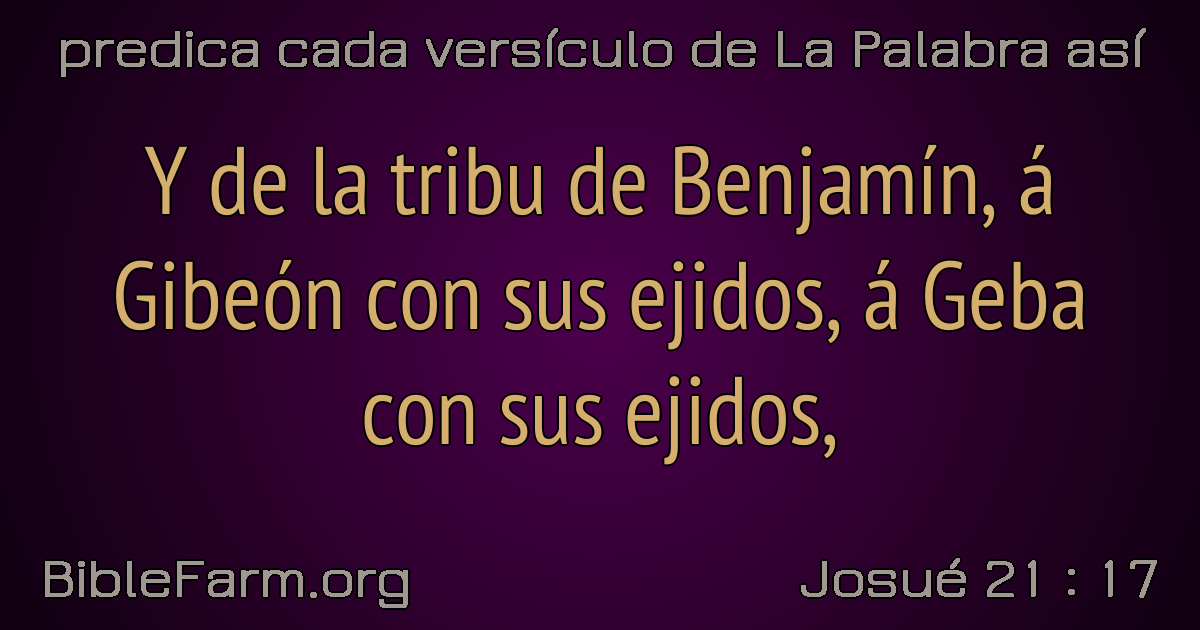 predica cada versículo de La Palabra así
Y de la tribu de Benjamín, á
Gibeón con sus ejidos, á Geba
con sus ejidos,
BibleFarm.org
Josué 21 : 17